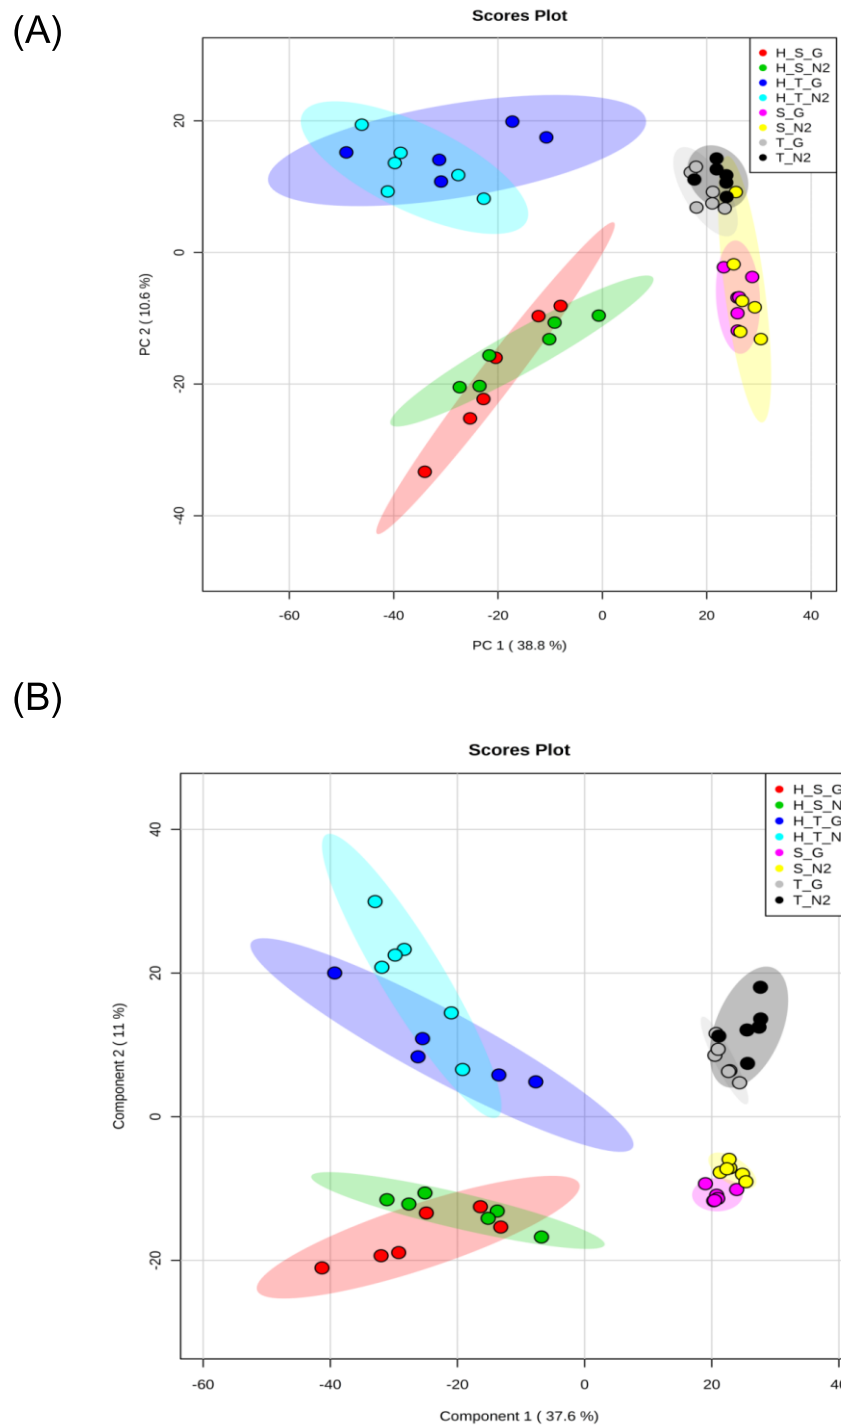 (A)
Scores Plot
H_S_G
H_S_N2
H_T_G
H_T_N2
S_G
S_N2
T_G
T_N2
20
0
-20
-40
PC 2 ( 10.6 %)
-60
-40
-20
0
20
40
PC 1 ( 38.8 %)
(B)
Scores Plot
H_S_G
H_S_N
H_T_G
H_T_N
S_G
S_N2
T_G
T_N2
40
20
0
-20
Component 2 ( 11 %)
-60
-40
-20
0
20
40
Component 1 ( 37.6 %)